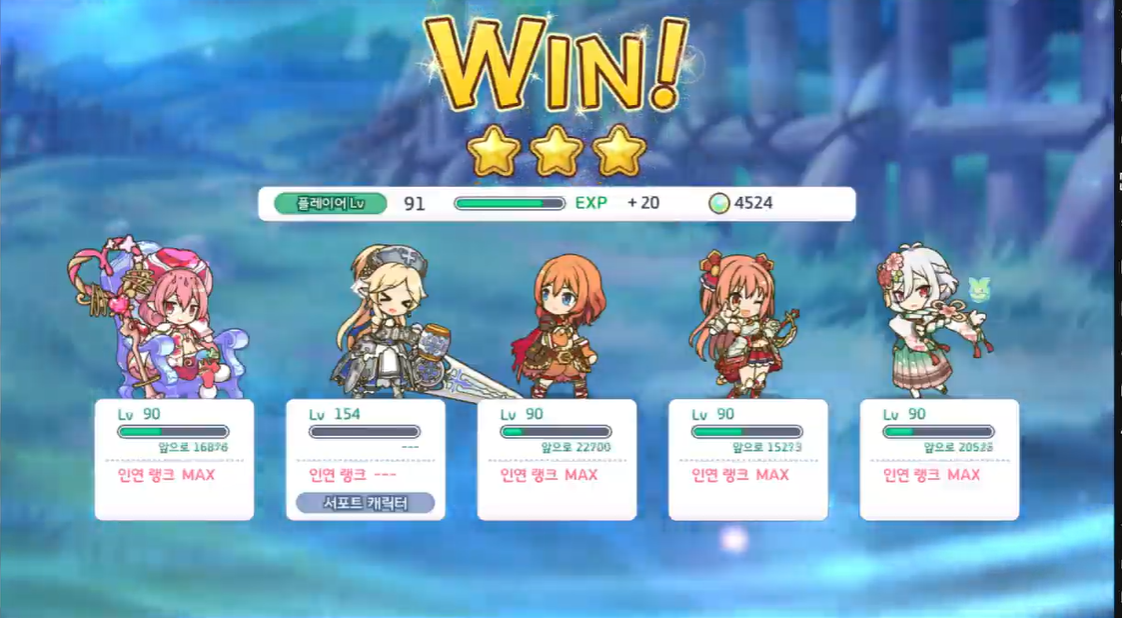 WIN!
플레이어 Lv 91 EXP +20 4524
Lv 90
앞으로 16876
인연 랭크 MAX
Lv 154
---
인연 랭크 ---
서포트 캐릭터
Lv 90
앞으로 22700
인연 랭크 MAX
Lv 90
앞으로 15273
인연 랭크 MAX
Lv 90
앞으로
인연 랭크 MAX